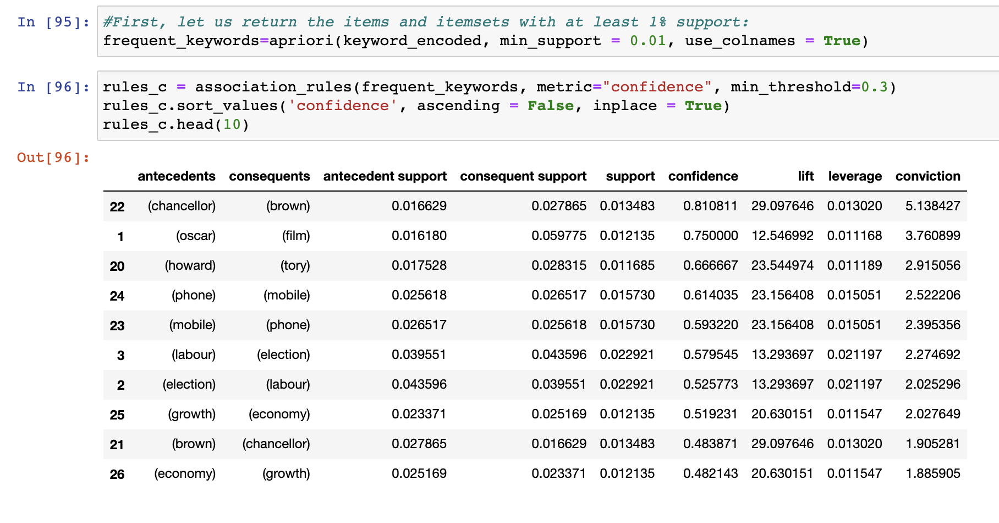 In [95]: #First, let us return the items and itemsets with at least 1% support:
frequent_keywords=apriori(keyword_encoded, min_support = 0.01, use_colnames = True)
In [96]: rules_c = association_rules(frequent_keywords, metric="confidence", min_threshold=0.3)
rules_c.sort_values('confidence', ascending = False, inplace = True)
rules_c.head(10)
Out[96]:
antecedents consequents antecedent support consequent support support confidence lift leverage conviction
22 (chancellor) (brown) 0.016629 0.027865 0.013483 0.810811 29.097646 0.013020 5.138427
1 (oscar) (film) 0.016180 0.059775 0.012135 0.750000 12.546992 0.011168 3.760899
20 (howard) (tory) 0.017528 0.028315 0.011685 0.666667 23.544974 0.011189 2.915056
24 (phone) (mobile) 0.025618 0.026517 0.015730 0.614035 23.156408 0.015051 2.522206
23 (mobile) (phone) 0.026517 0.025618 0.015730 0.593220 23.156408 0.015051 2.395356
3 (labour) (election) 0.039551 0.043596 0.022921 0.579545 13.293697 0.021197 2.274692
2 (election) (labour) 0.043596 0.039551 0.022921 0.525773 13.293697 0.021197 2.025296
25 (growth) (economy) 0.023371 0.025169 0.012135 0.519231 20.630151 0.011547 2.027649
21 (brown) (chancellor) 0.027865 0.016629 0.013483 0.483871 29.097646 0.013020 1.905281
26 (economy) (growth) 0.025169 0.023371 0.012135 0.482143 20.630151 0.011547 1.885905